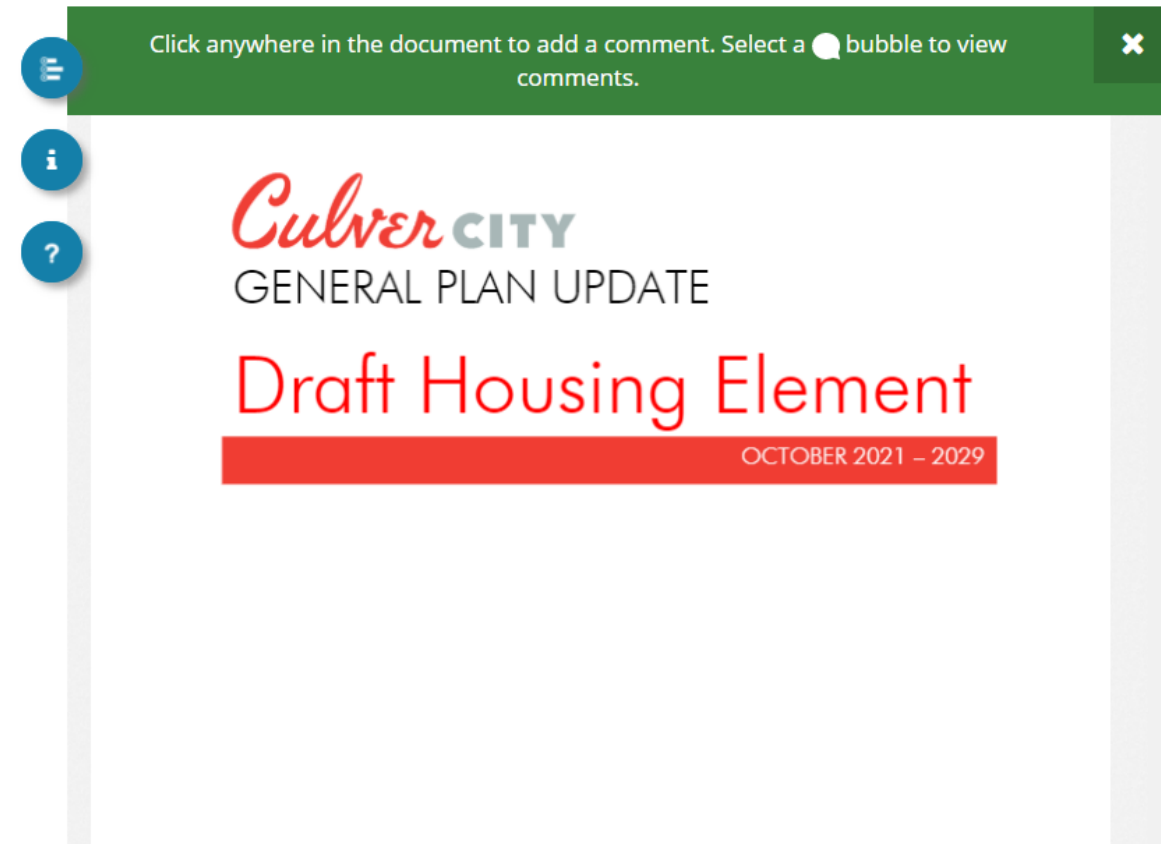 Click anywhere in the document to add a comment. Select a bubble to view
comments.
Culver CITY
GENERAL PLAN UPDATE
Draft Housing Element
OCTOBER 2021 – 2029